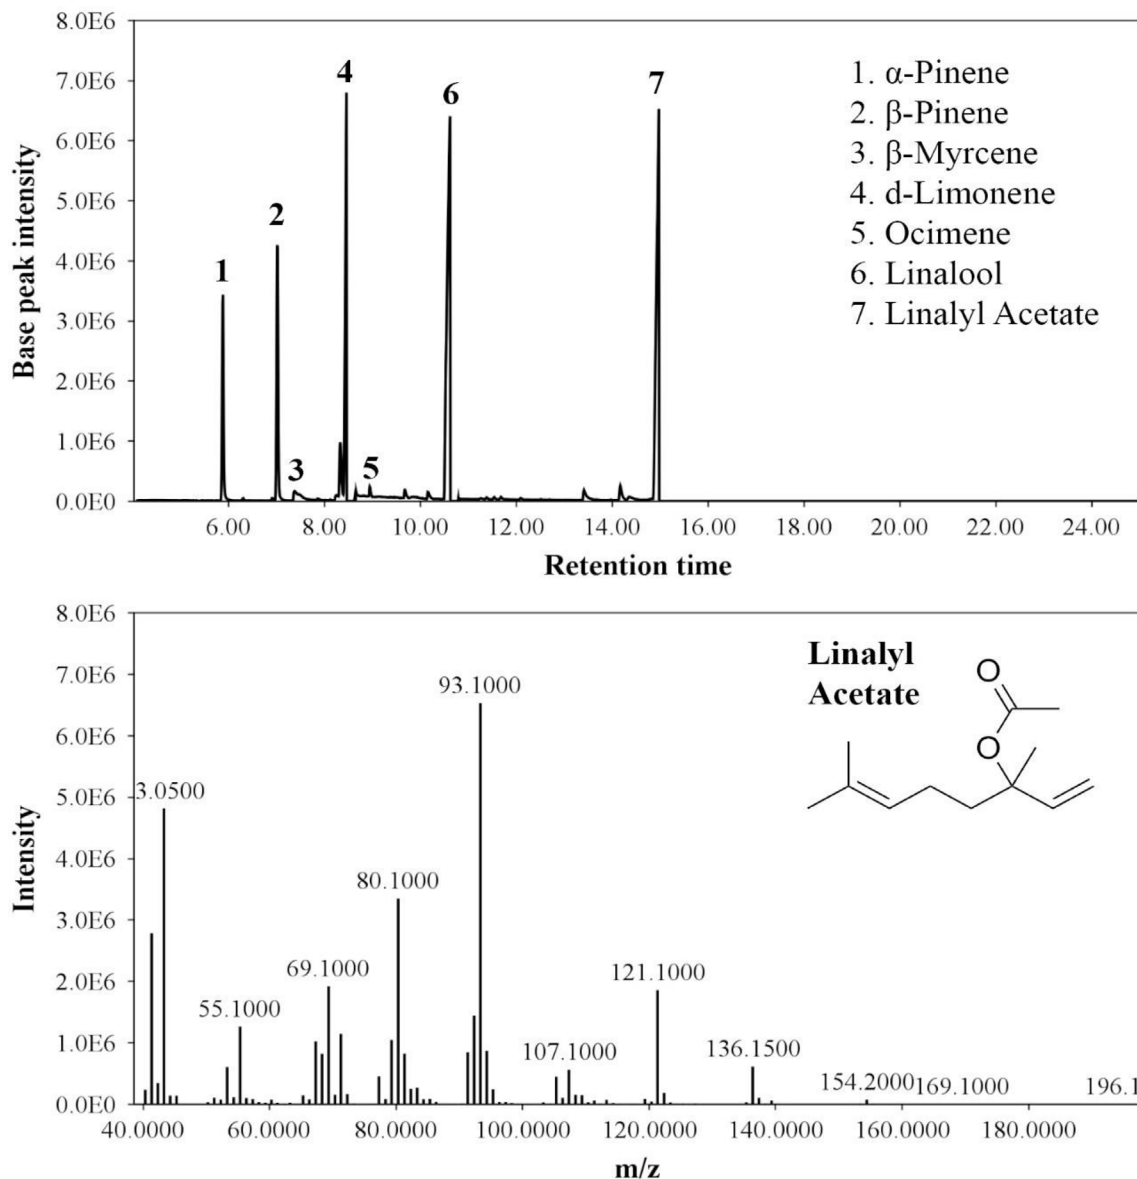 8.0E6
7.0E6
6.0E6
5.0E6
4.0E6
3.0E6
2.0E6
1.0E6
0.0E0
Base peak intensity
1
2
3
4
5
6
7
1. α-Pinene
2. β-Pinene
3. β-Myrcene
4. d-Limonene
5. Ocimene
6. Linalool
7. Linalyl Acetate
6.00 8.00 10.00 12.00 14.00 16.00 18.00 20.00 22.00 24.00
Retention time
8.0E6
7.0E6
6.0E6
5.0E6
4.0E6
3.0E6
2.0E6
1.0E6
0.0E0
Intensity
3.0500
55.1000
69.1000
80.1000
93.1000
107.1000
121.1000
136.1500
154.2000
169.1000
196.1
Linalyl
Acetate
O
O
40.0000 60.0000 80.0000 100.0000 120.0000 140.0000 160.0000 180.0000
m/z